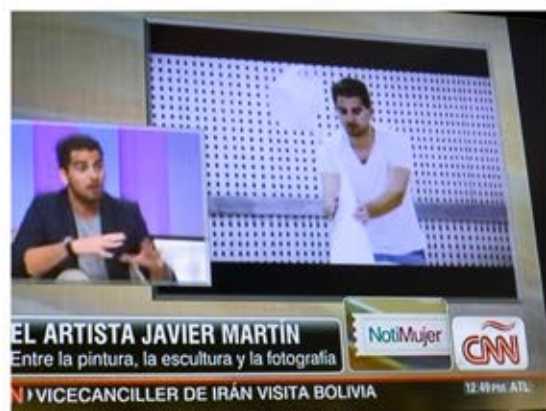 EL ARTISTA JAVIER MARTÍN
Entre la pintura, la escultura y la fotografía
NotiMujer
CNN
VICECANCILLER DE IRÁN VISITA BOLIVIA
12:49 PM ATL